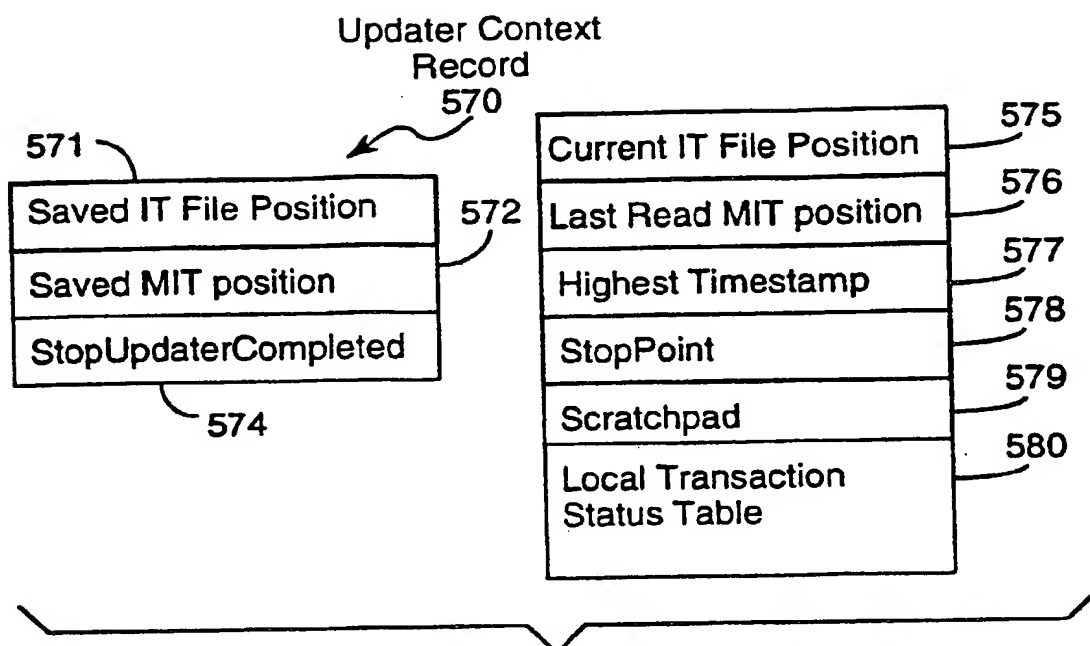 Updater Context
Record
570
571
Saved IT File Position
572
Saved MIT position
StopUpdaterCompleted
574
Current IT File Position
575
Last Read MIT position
576
Highest Timestamp
577
StopPoint
578
Scratchpad
579
Local Transaction
Status Table
580